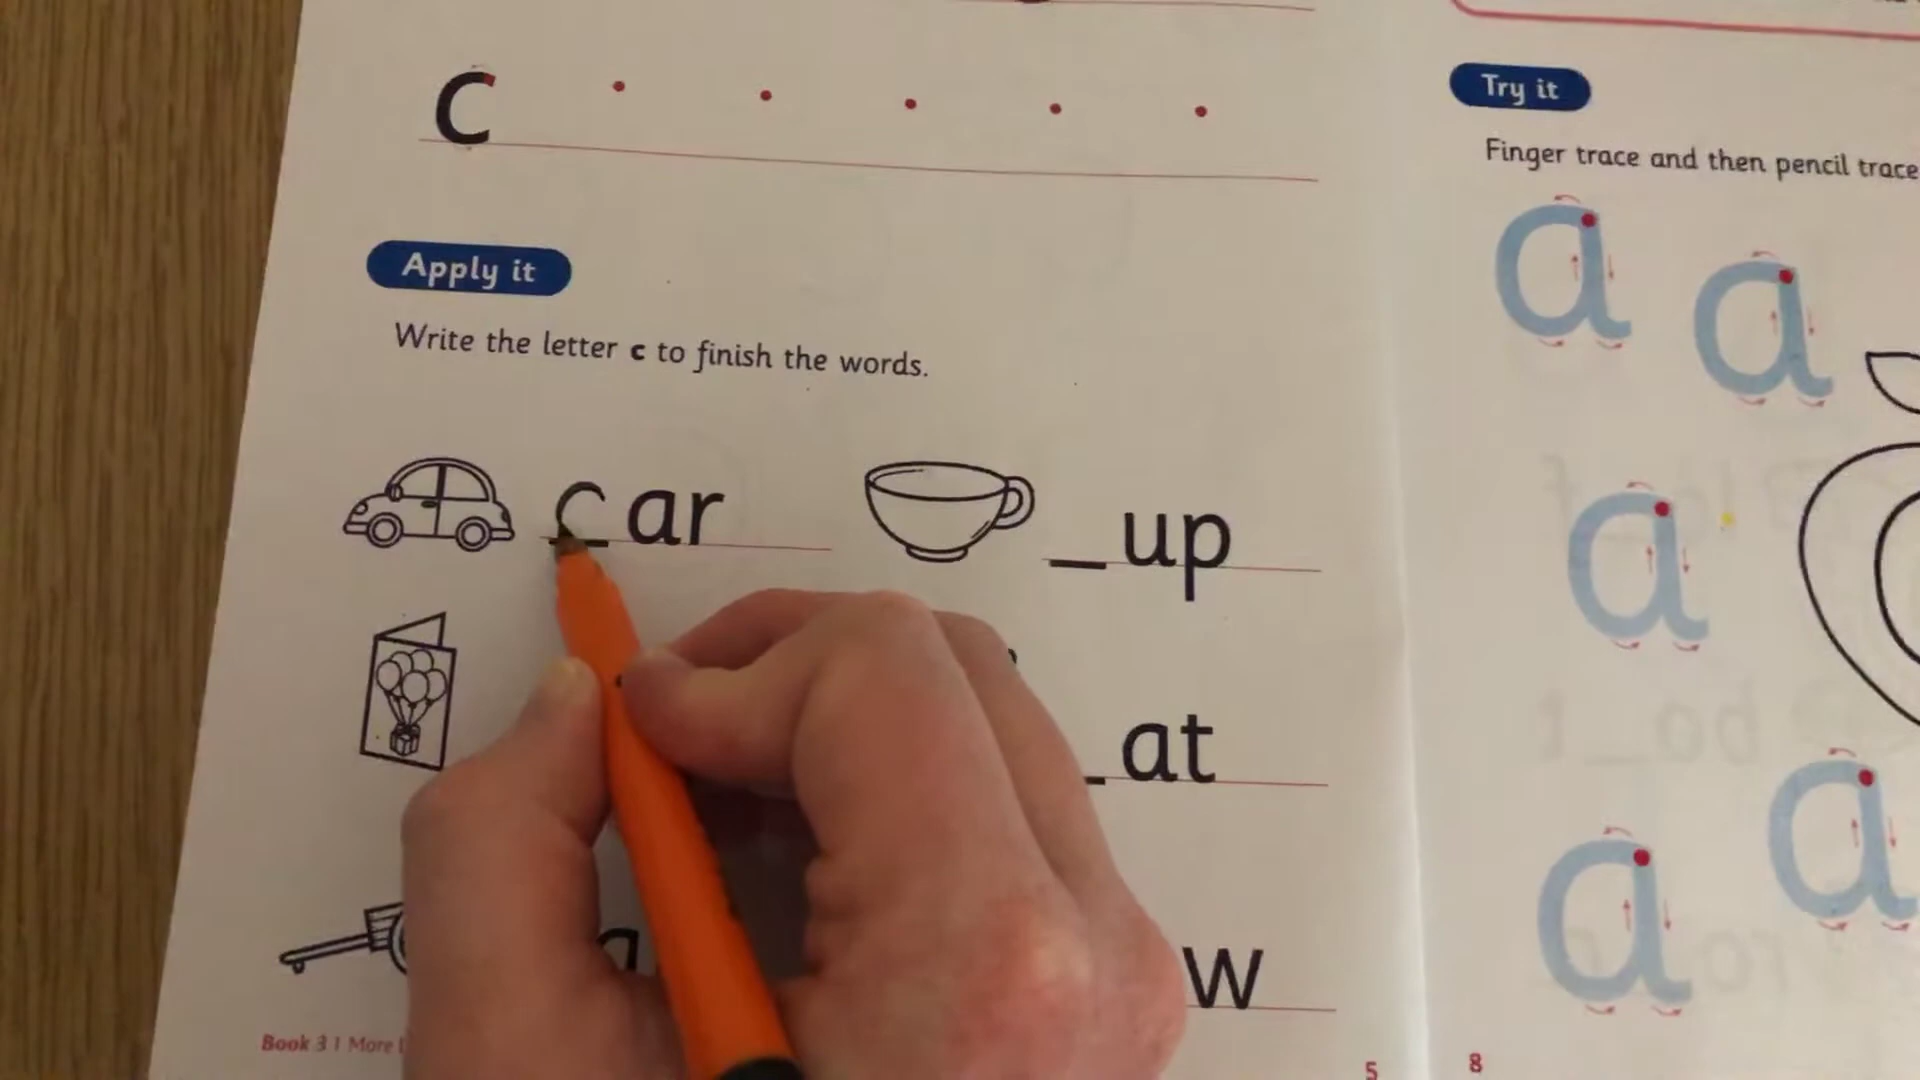 c
Apply it
Write the letter c to finish the words.
car
_up
_at
w
Book 3 | More
5
Try it
Finger trace and then pencil trace
a a
a
a
a
8